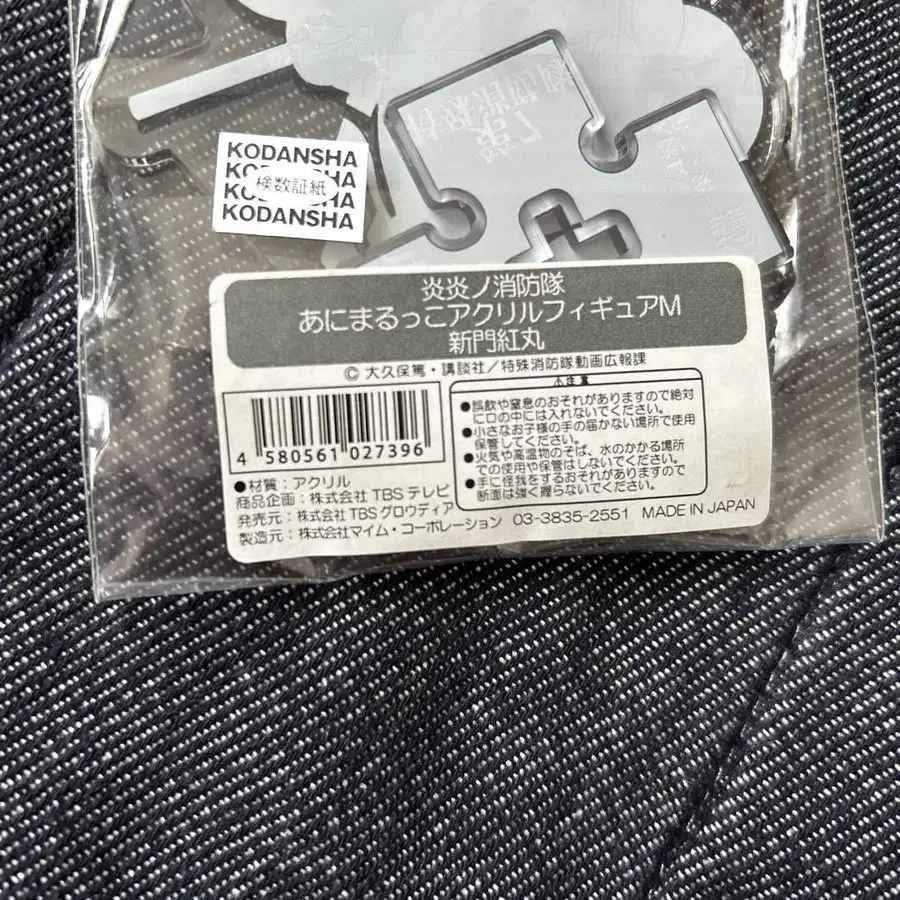 KODANSHA
KODANSHA
検数証紙
KODANSHA
KODANSHA
炎炎ノ消防隊
あにまるっこアクリルフィギュアM
新門紅丸
© 大久保篤・講談社／特殊消防隊動画広報課
4 580561 027396
⚠注意
●誤飲や窒息のおそれがありますので絶対
に口の中には入れないでください。
●小さなお子様の手の届かない場所で使用
保管してください。
●火気や高温物のそば、水のかかる場所
での使用や保管はしないでください。
●手に怪我をするおそれがありますので
断面は強く握らないでください。
●材質：アクリル
商品企画：株式会社 TBS テレビ
発売元：株式会社 TBS グロウディア
製造元：株式会社マイム・コーポレーション 03-3835-2551 MADE IN JAPAN